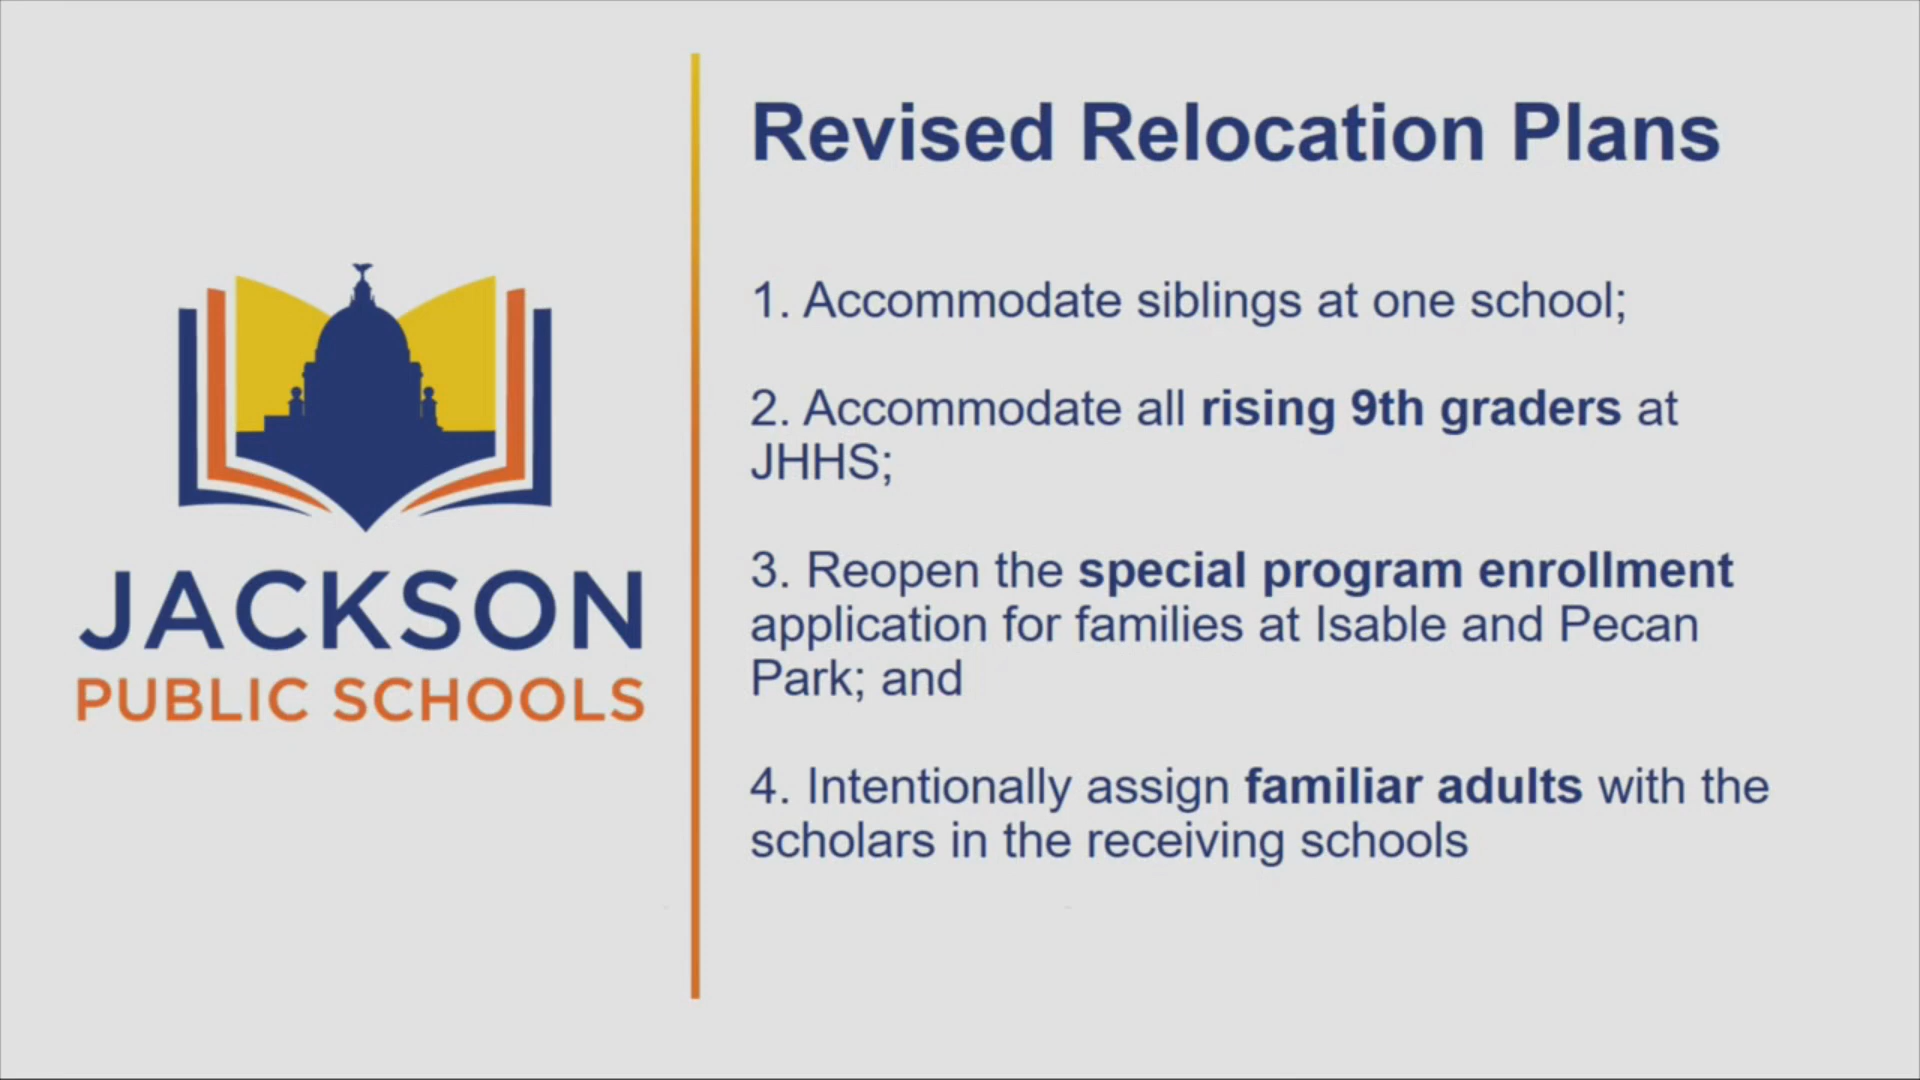 JACKSON
PUBLIC SCHOOLS
Revised Relocation Plans
1. Accommodate siblings at one school;
2. Accommodate all rising 9th graders at
JHHS;
3. Reopen the special program enrollment
application for families at Isable and Pecan
Park; and
4. Intentionally assign familiar adults with the
scholars in the receiving schools